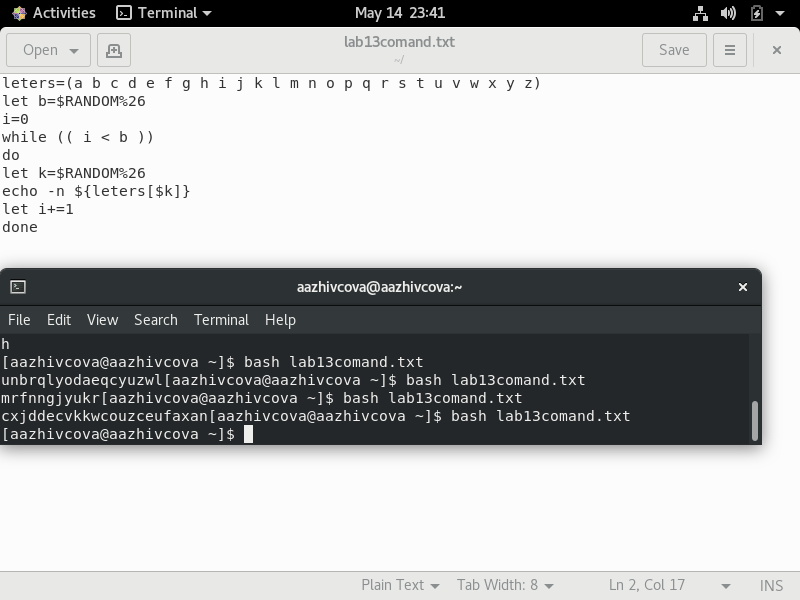 Activities Terminal May 14 23:41
Open lab13comand.txt Save
~/
leters=(a b c d e f g h i j k l m n o p q r s t u v w x y z)
let b=$RANDOM%26
i=0
while (( i < b ))
do
let k=$RANDOM%26
echo -n ${leters[$k]}
let i+=1
done
aazhivcova@aazhivcova:~
File Edit View Search Terminal Help
h
[aazhivcova@aazhivcova ~]$ bash lab13comand.txt
unbrqlyodaeqcyuzwl[aazhivcova@aazhivcova ~]$ bash lab13comand.txt
mrfnngjyukr[aazhivcova@aazhivcova ~]$ bash lab13comand.txt
cxjddecvkkwcouzceufaxan[aazhivcova@aazhivcova ~]$ bash lab13comand.txt
[aazhivcova@aazhivcova ~]$
Plain Text Tab Width: 8 Ln 2, Col 17 INS